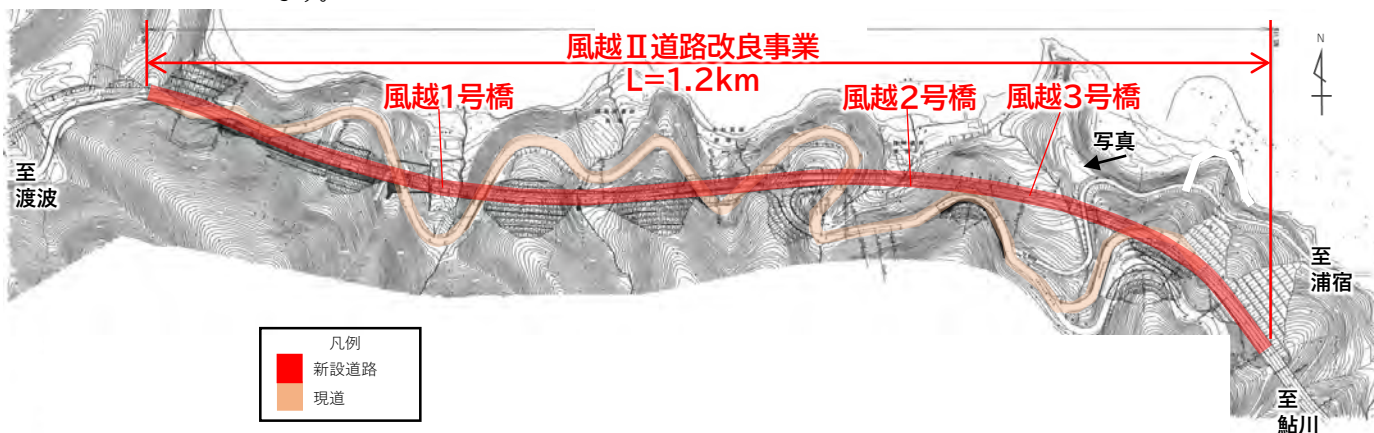 ます。
風越Ⅱ道路改良事業
L=1.2km
N
風越1号橋
風越2号橋
風越3号橋
写真
至
渡波
至
浦宿
凡例
新設道路
現道
至
鮎川